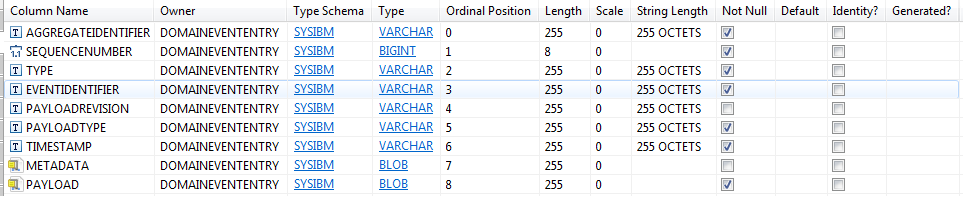 Column Name Owner Type Schema Type Ordinal Position Length Scale String Length Not Null Default Identity? Generated?
AGGREGATEIDENTIFIER DOMAINEVENTENTRY SYSIBM VARCHAR 0 255 0 255 OCTETS
SEQUENCENUMBER DOMAINEVENTENTRY SYSIBM BIGINT 1 8 0
TYPE DOMAINEVENTENTRY SYSIBM VARCHAR 2 255 0 255 OCTETS
EVENTIDENTIFIER DOMAINEVENTENTRY SYSIBM VARCHAR 3 255 0 255 OCTETS
PAYLOADREVISION DOMAINEVENTENTRY SYSIBM VARCHAR 4 255 0 255 OCTETS
PAYLOADTYPE DOMAINEVENTENTRY SYSIBM VARCHAR 5 255 0 255 OCTETS
TIMESTAMP DOMAINEVENTENTRY SYSIBM VARCHAR 6 255 0 255 OCTETS
METADATA DOMAINEVENTENTRY SYSIBM BLOB 7 255 0
PAYLOAD DOMAINEVENTENTRY SYSIBM BLOB 8 255 0